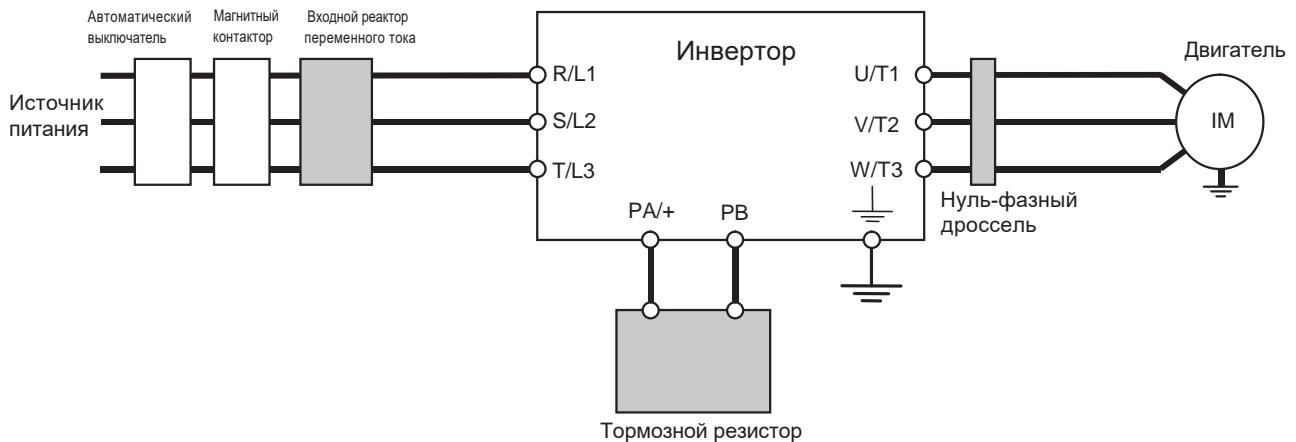 Автоматический
выключатель
Магнитный
контактор
Входной реактор
переменного тока
Инвертор
Двигатель
Источник
питания
R/L1
S/L2
T/L3
U/T1
V/T2
W/T3
IM
PA/+
PB
Нуль-фазный
дроссель
Тормозной резистор